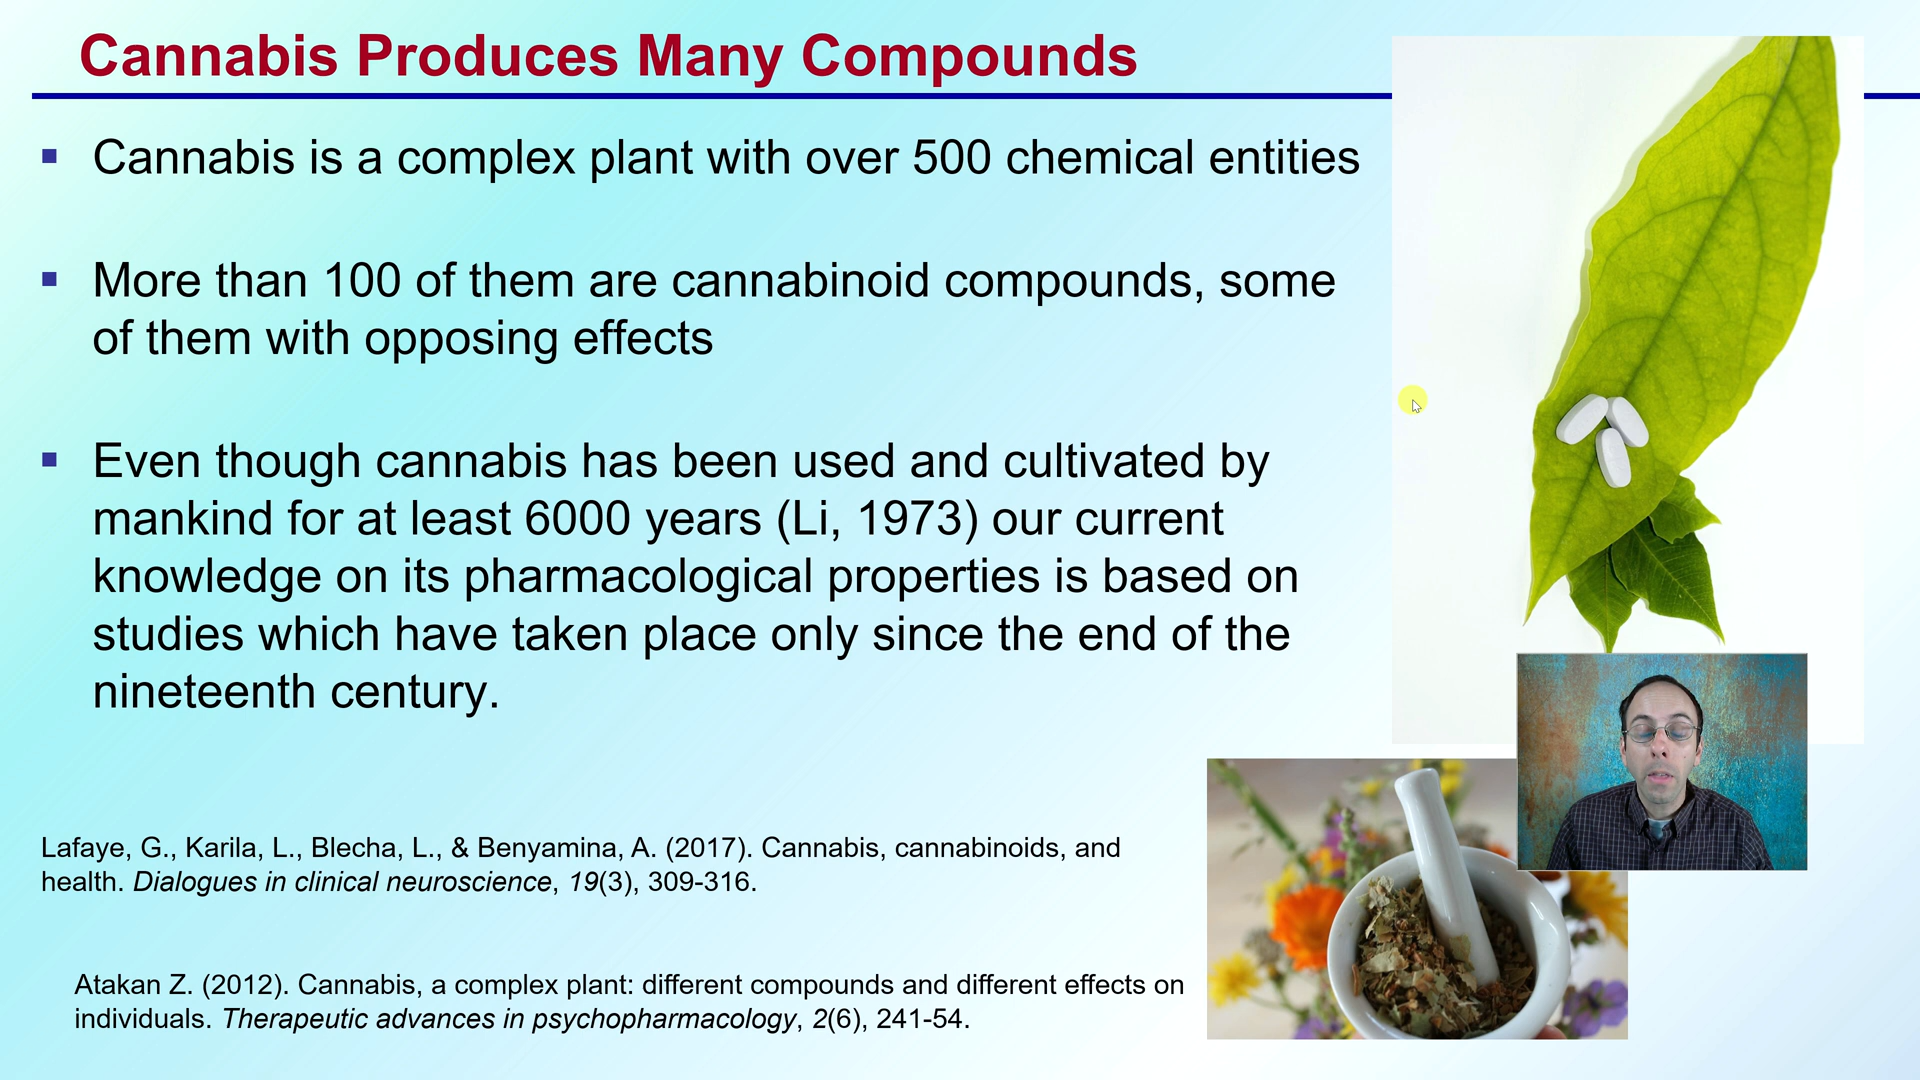 Cannabis Produces Many Compounds
Cannabis is a complex plant with over 500 chemical entities
More than 100 of them are cannabinoid compounds, some
of them with opposing effects
Even though cannabis has been used and cultivated by
mankind for at least 6000 years (Li, 1973) our current
knowledge on its pharmacological properties is based on
studies which have taken place only since the end of the
nineteenth century.
Lafaye, G., Karila, L., Blecha, L., & Benyamina, A. (2017). Cannabis, cannabinoids, and
health. Dialogues in clinical neuroscience, 19(3), 309-316.
Atakan Z. (2012). Cannabis, a complex plant: different compounds and different effects on
individuals. Therapeutic advances in psychopharmacology, 2(6), 241-54.